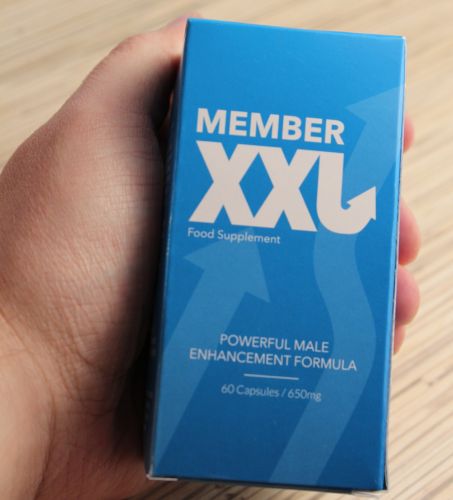 MEMBER
XXL
Food Supplement
POWERFUL MALE
ENHANCEMENT FORMULA
60 Capsules / 650mg